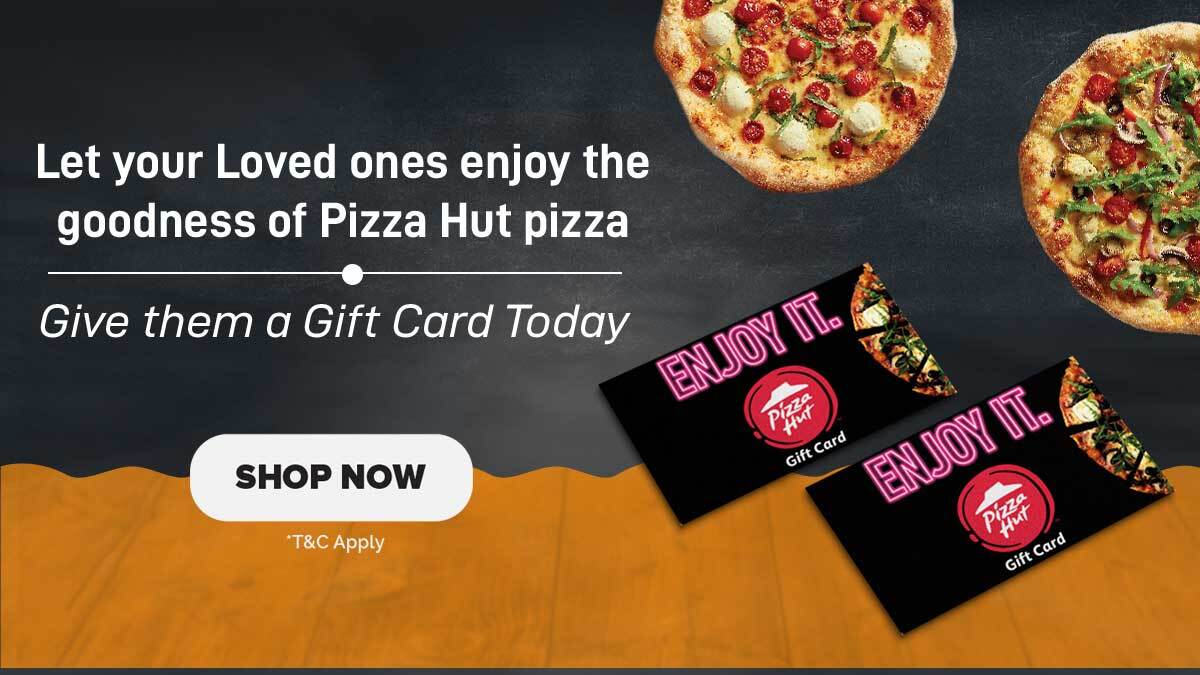 Let your Loved ones enjoy the
goodness of Pizza Hut pizza
Give them a Gift Card Today
SHOP NOW
*T&C Apply
ENJOY IT.
Pizza
Hut
Gift Card
ENJOY IT.
Pizza
Hut
Gift Card